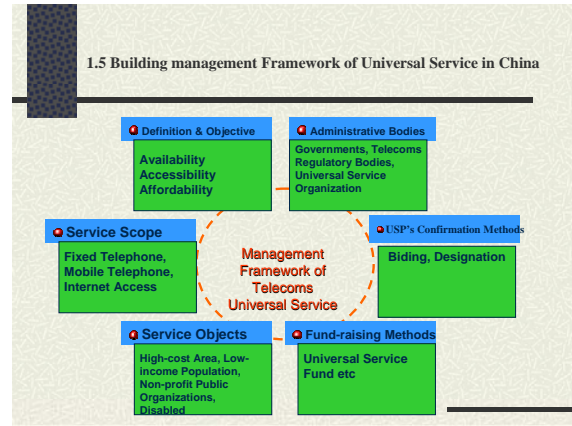 1.5 Building management Framework of Universal Service in China
Definition & Objective
Availability
Accessibility
Affordability
Administrative Bodies
Governments, Telecoms
Regulatory Bodies,
Universal Service
Organization
Service Scope
Fixed Telephone,
Mobile Telephone,
Internet Access
Management
Framework of
Telecoms
Universal Service
USP's Confirmation Methods
Biding, Designation
Service Objects
High-cost Area, Low-
income Population,
Non-profit Public
Organizations,
Disabled
Fund-raising Methods
Universal Service
Fund etc